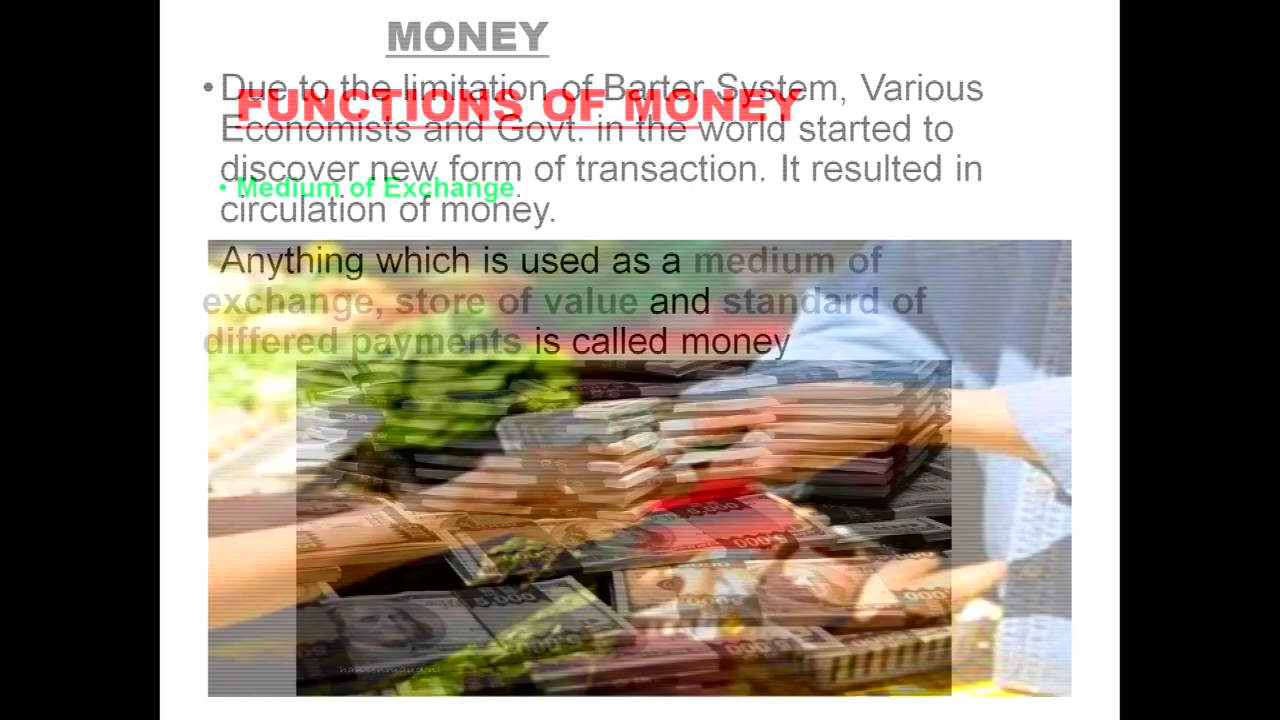 MONEY
• Due to the limitation of Barter System, Various
FUNCTIONS OF MONEY
Economists and Govt. in the world started to
discover new form of transaction. It resulted in
• Medium of Exchange.
circulation of money.
Anything which is used as a medium of
exchange, store of value and standard of
differed payments is called money